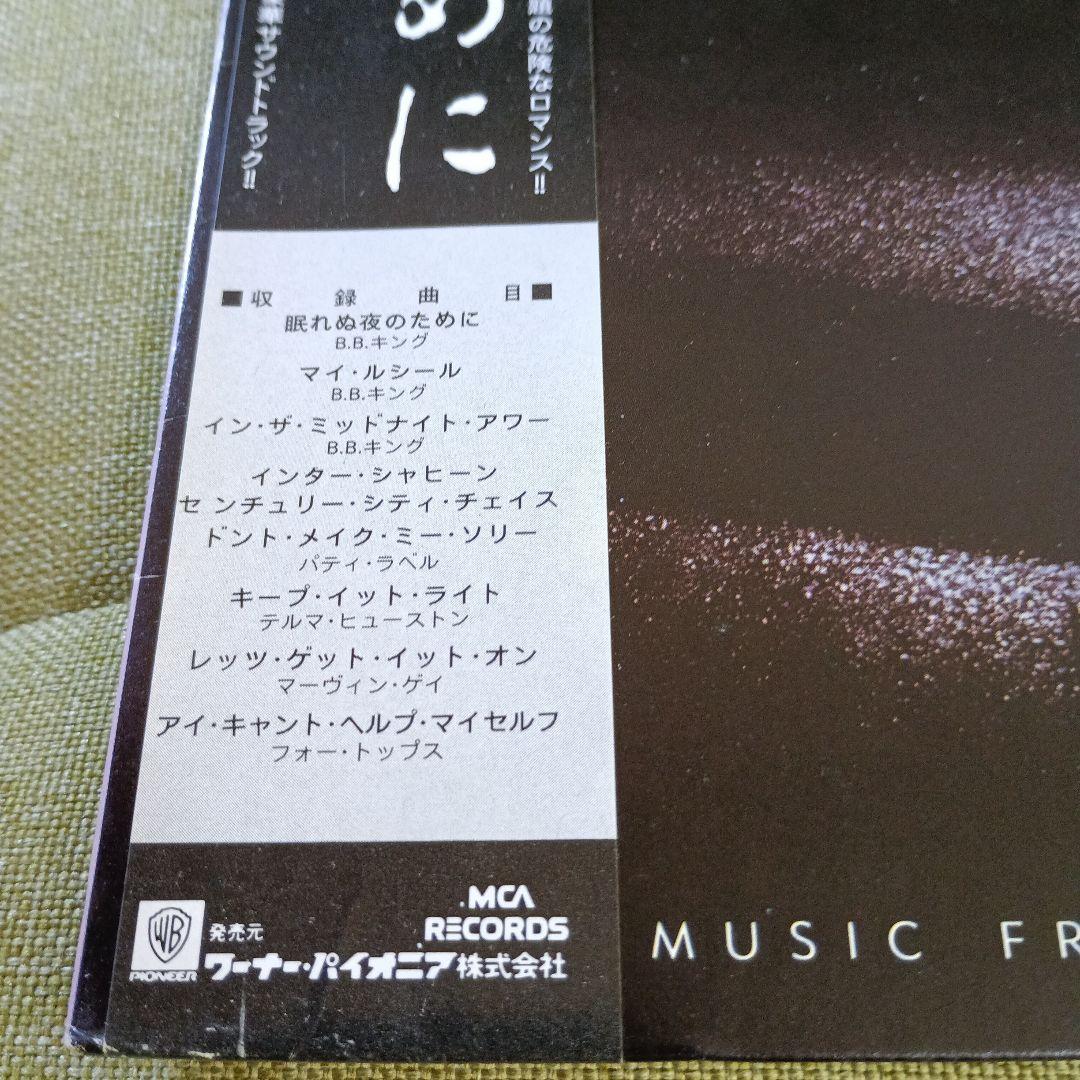 めに
の危険なロマンス!!
サウンドトラック!!
■収録曲目■
眠れぬ夜のために
B.B.キング
マイ・ルシール
B.B.キング
イン・ザ・ミッドナイト・アワー
B.B.キング
インター・シャヒーン
センチュリー・シティ・チェイス
ドント・メイク・ミー・ソリー
パティ・ラベル
キープ・イット・ライト
テルマ・ヒューストン
レッツ・ゲット・イット・オン
マーヴィン・ゲイ
アイ・キャント・ヘルプ・マイセルフ
フォー・トップス
WB
PIONEER
発売元
ワーナー・パイオニア株式会社
MCA
RECORDS
MUSIC FR